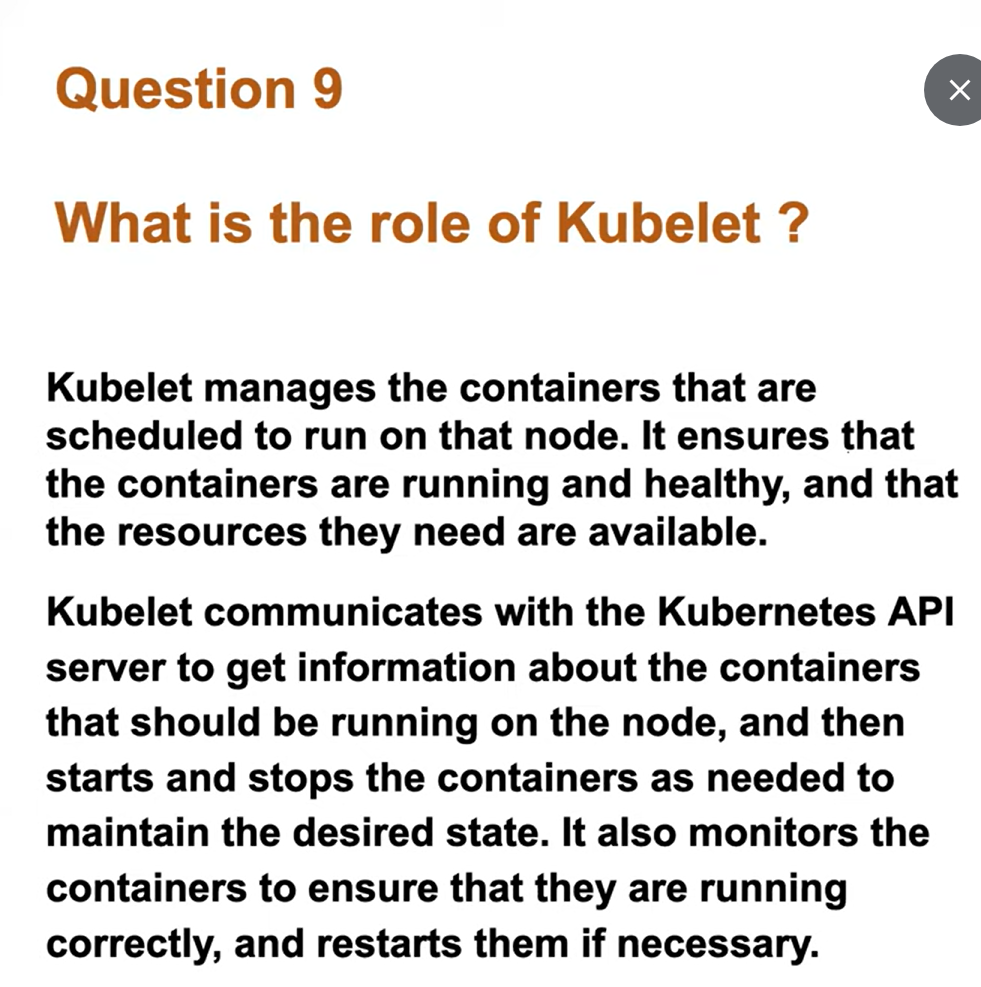 Question 9
What is the role of Kubelet ?
Kubelet manages the containers that are
scheduled to run on that node. It ensures that
the containers are running and healthy, and that
the resources they need are available.
Kubelet communicates with the Kubernetes API
server to get information about the containers
that should be running on the node, and then
starts and stops the containers as needed to
maintain the desired state. It also monitors the
containers to ensure that they are running
correctly, and restarts them if necessary.